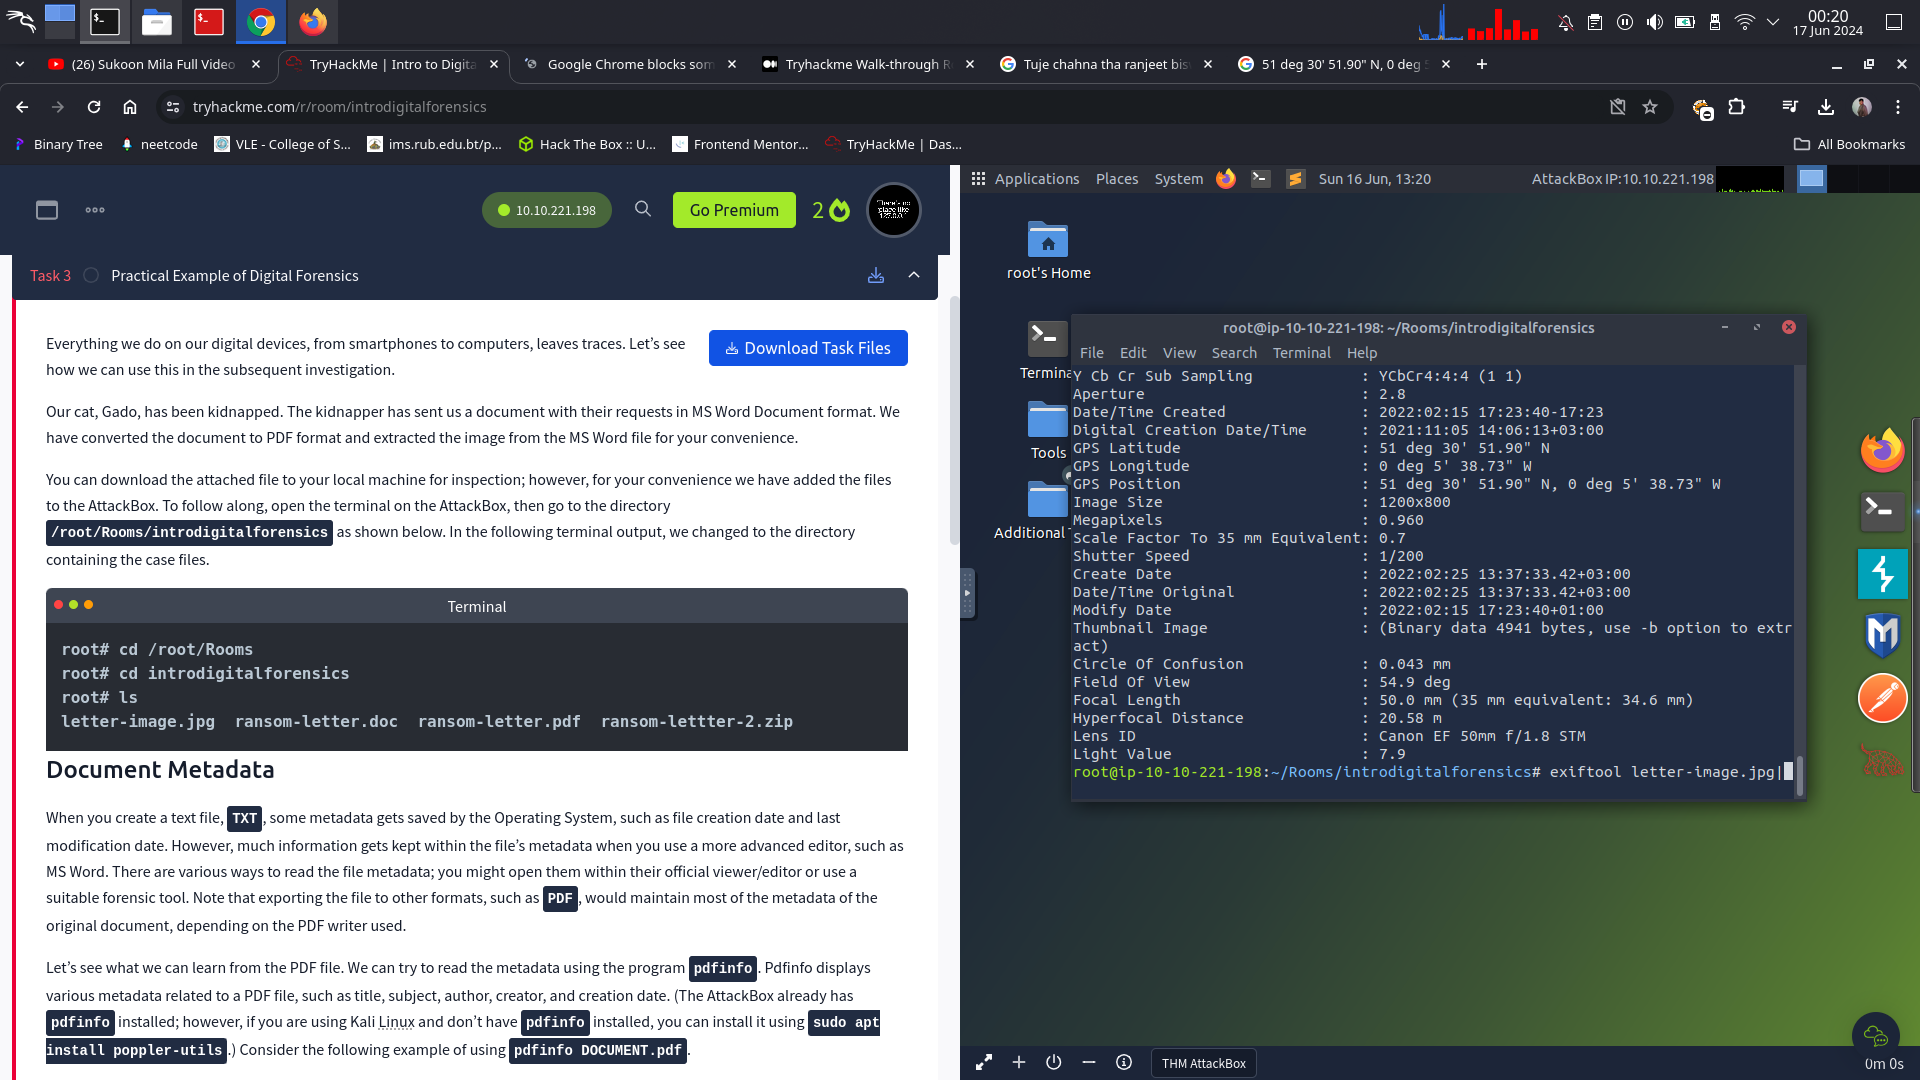 00:20
17 Jun 2024
(26) Sukoon Mila Full Video
TryHackMe | Intro to Digita
Google Chrome blocks som
Tryhackme Walk-through R
Tuje chahna tha ranjeet bis
51 deg 30' 51.90" N, 0 deg 5
tryhackme.com/r/room/introdigitalforensics
Binary Tree
neetcode
VLE - College of S...
ims.rub.edu.bt/p...
Hack The Box :: U...
Frontend Mentor...
TryHackMe | Das...
All Bookmarks
10.10.221.198
Go Premium
2
Task 3
Practical Example of Digital Forensics
Everything we do on our digital devices, from smartphones to computers, leaves traces. Let’s see
how we can use this in the subsequent investigation.
Download Task Files
Our cat, Gado, has been kidnapped. The kidnapper has sent us a document with their requests in MS Word Document format. We
have converted the document to PDF format and extracted the image from the MS Word file for your convenience.
You can download the attached file to your local machine for inspection; however, for your convenience we have added the files
to the AttackBox. To follow along, open the terminal on the AttackBox, then go to the directory
/root/Rooms/introdigitalforensics as shown below. In the following terminal output, we changed to the directory
containing the case files.
Terminal
root# cd /root/Rooms
root# cd introdigitalforensics
root# ls
letter-image.jpg  ransom-letter.doc  ransom-letter.pdf  ransom-lettter-2.zip
Document Metadata
When you create a text file, TXT, some metadata gets saved by the Operating System, such as file creation date and last
modification date. However, much information gets kept within the file’s metadata when you use a more advanced editor, such as
MS Word. There are various ways to read the file metadata; you might open them within their official viewer/editor or use a
suitable forensic tool. Note that exporting the file to other formats, such as PDF, would maintain most of the metadata of the
original document, depending on the PDF writer used.
Let’s see what we can learn from the PDF file. We can try to read the metadata using the program pdfinfo. Pdfinfo displays
various metadata related to a PDF file, such as title, subject, author, creator, and creation date. (The AttackBox already has
pdfinfo installed; however, if you are using Kali Linux and don’t have pdfinfo installed, you can install it using sudo apt
install poppler-utils.) Consider the following example of using pdfinfo DOCUMENT.pdf.
Applications Places System
Sun 16 Jun, 13:20
AttackBox IP:10.10.221.198
root's Home
Termina
Tools
Additional T
root@ip-10-10-221-198: ~/Rooms/introdigitalforensics
File Edit View Search Terminal Help
Y Cb Cr Sub Sampling : YCbCr4:4:4 (1 1)
Aperture : 2.8
Date/Time Created : 2022:02:15 17:23:40-17:23
Digital Creation Date/Time : 2021:11:05 14:06:13+03:00
GPS Latitude : 51 deg 30' 51.90" N
GPS Longitude : 0 deg 5' 38.73" W
GPS Position : 51 deg 30' 51.90" N, 0 deg 5' 38.73" W
Image Size : 1200x800
Megapixels : 0.960
Scale Factor To 35 mm Equivalent: 0.7
Shutter Speed : 1/200
Create Date : 2022:02:25 13:37:33.42+03:00
Date/Time Original : 2022:02:25 13:37:33.42+03:00
Modify Date : 2022:02:15 17:23:40+01:00
Thumbnail Image : (Binary data 4941 bytes, use -b option to extr
act)
Circle Of Confusion : 0.043 mm
Field Of View : 54.9 deg
Focal Length : 50.0 mm (35 mm equivalent: 34.6 mm)
Hyperfocal Distance : 20.58 m
Lens ID : Canon EF 50mm f/1.8 STM
Light Value : 7.9
root@ip-10-10-221-198:~/Rooms/introdigitalforensics# exiftool letter-image.jpg|
THM AttackBox
0m 0s